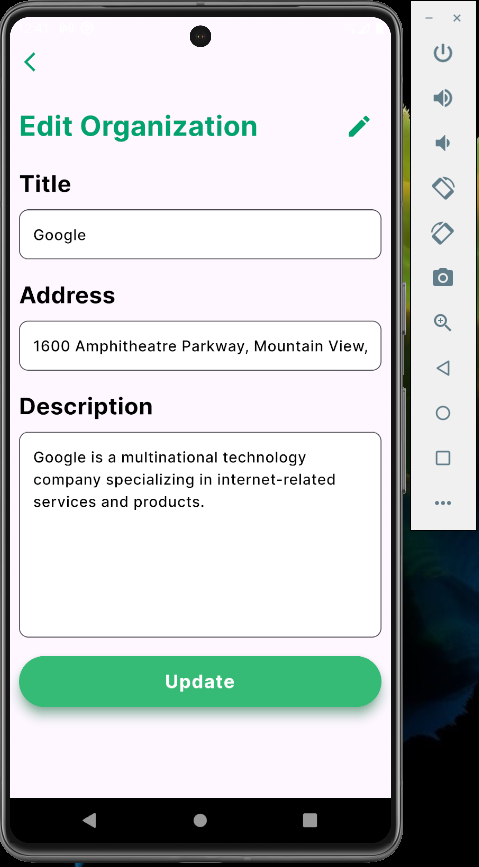 Edit Organization
Title
Google
Address
1600 Amphitheatre Parkway, Mountain View,
Description
Google is a multinational technology
company specializing in internet-related
services and products.
Update